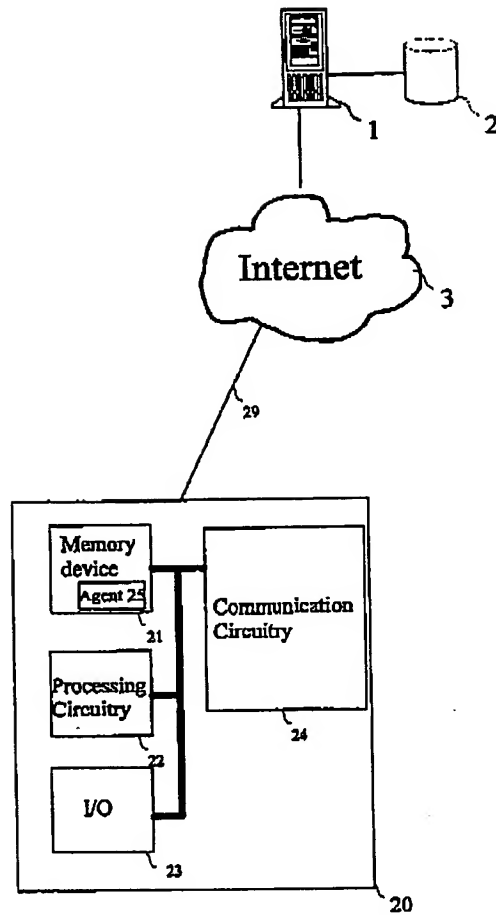 1
2
Internet
3
29
Memory
device
Agent 25
21
Communication
Circuitry
Processing
Circuitry
22
24
I/O
23
20